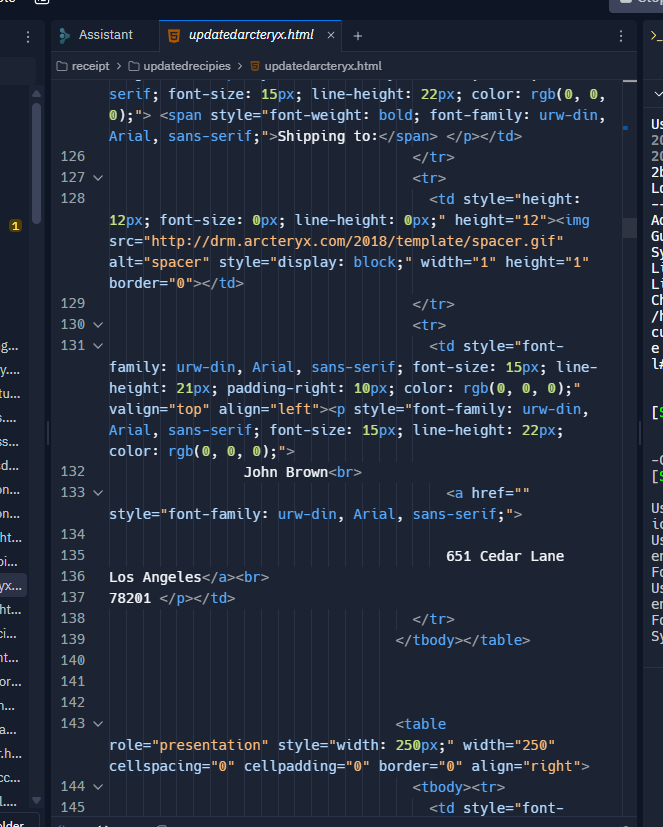 Assistant
updatedarcteryx.html
receipt > updatedrecipies > updatedarcteryx.html
serif; font-size: 15px; line-height: 22px; color: rgb(0, 0,
0);"> <span style="font-weight: bold; font-family: urw-din,
Arial, sans-serif;">Shipping to:</span> </p></td>
126 </tr>
127 <tr>
128 <td style="height:
12px; font-size: 0px; line-height: 0px;" height="12"><img
src="http://drm.arcteryx.com/2018/template/spacer.gif"
alt="spacer" style="display: block;" width="1" height="1"
border="0"></td>
129 </tr>
130 <tr>
131 <td style="font-
family: urw-din, Arial, sans-serif; font-size: 15px; line-
height: 21px; padding-right: 10px; color: rgb(0, 0, 0);"
valign="top" align="left"><p style="font-family: urw-din,
Arial, sans-serif; font-size: 15px; line-height: 22px;
color: rgb(0, 0, 0);">
132 John Brown<br>
133 <a href=""
style="font-family: urw-din, Arial, sans-serif;">
134
135 651 Cedar Lane
136 Los Angeles</a><br>
137 78201 </p></td>
138 </tr>
139 </tbody></table>
140
141
142
143 <table
role="presentation" style="width: 250px;" width="250"
cellspacing="0" cellpadding="0" border="0" align="right">
144 <tbody><tr>
145 <td style="font-
1